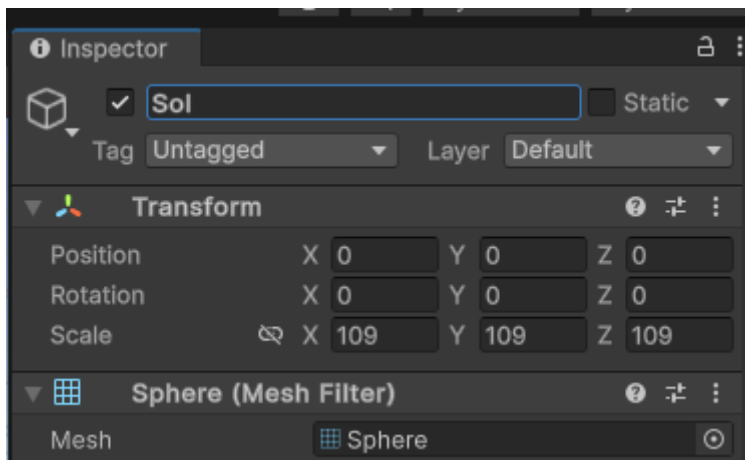 Inspector
Sol Static
Tag Untagged Layer Default
Transform
Position X 0 Y 0 Z 0
Rotation X 0 Y 0 Z 0
Scale X 109 Y 109 Z 109
Sphere (Mesh Filter)
Mesh Sphere